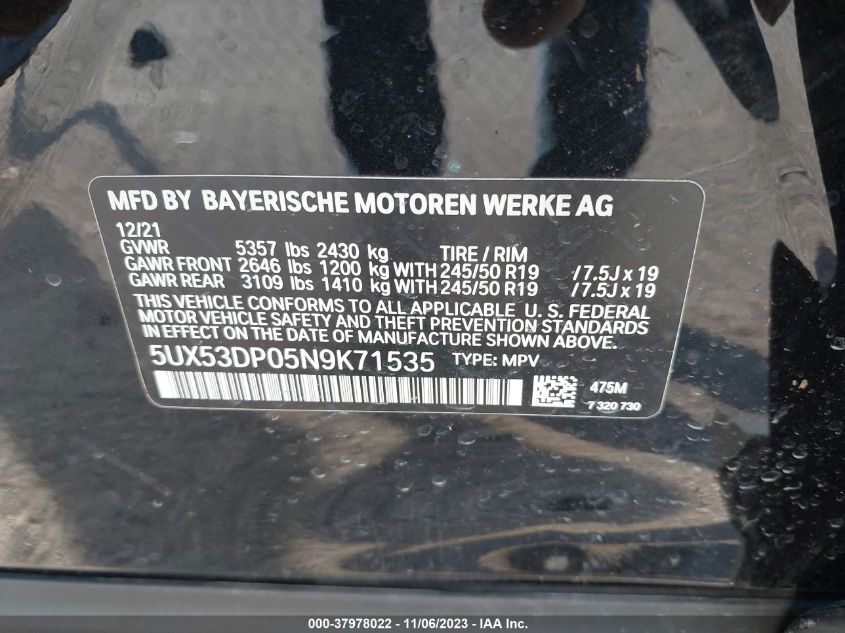 MFD BY BAYERISCHE MOTOREN WERKE AG
12/21
GVWR 5357 lbs 2430 kg TIRE / RIM
GAWR FRONT 2646 lbs 1200 kg WITH 245/50 R19 / 7.5J x 19
GAWR REAR 3109 lbs 1410 kg WITH 245/50 R19 / 7.5J x 19
THIS VEHICLE CONFORMS TO ALL APPLICABLE U. S. FEDERAL
MOTOR VEHICLE SAFETY AND THEFT PREVENTION STANDARDS
IN EFFECT ON THE DATE OF MANUFACTURE SHOWN ABOVE.
5UX53DP05N9K71535 TYPE: MPV
475M
7 320 730
000-37978022 - 11/06/2023 - IAA Inc.